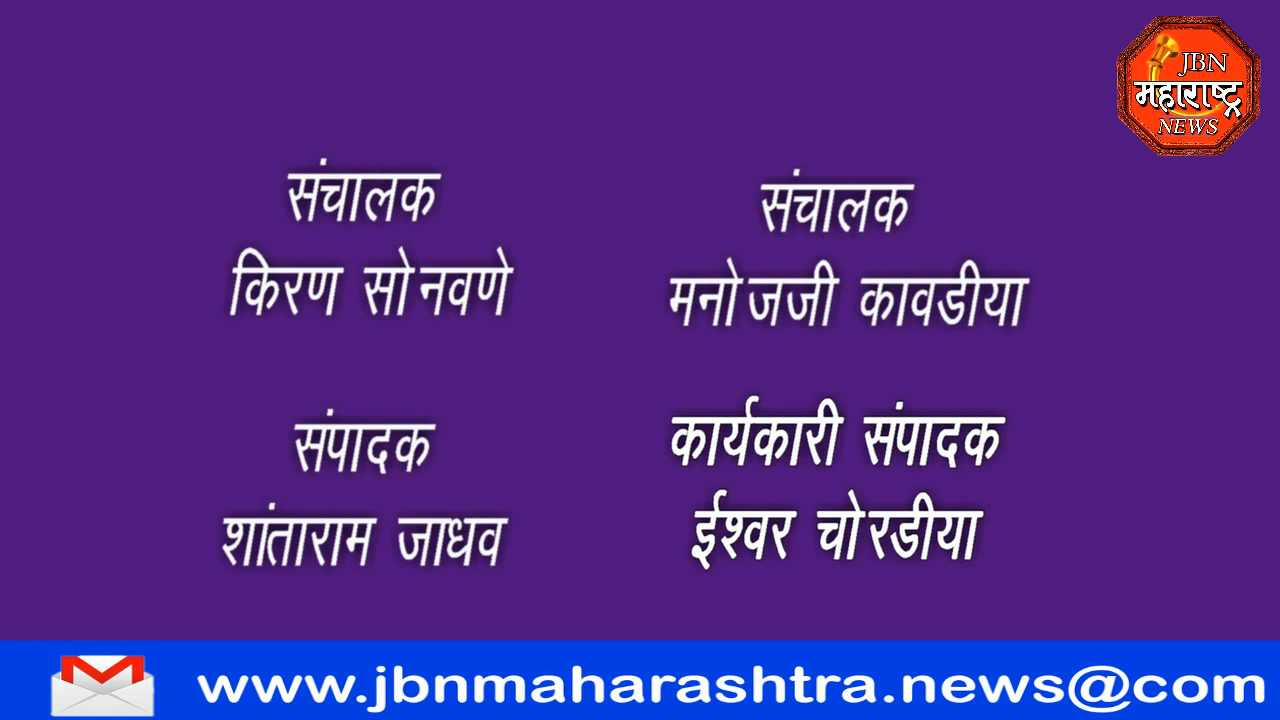 JBN
महाराष्ट्र
NEWS
संचालक
किरण सोनवणे
संचालक
मनोजजी कावडीया
संपादक
शांताराम जाधव
कार्यकारी संपादक
ईश्वर चोरडीया
www.jbnmaharashtra.news@com